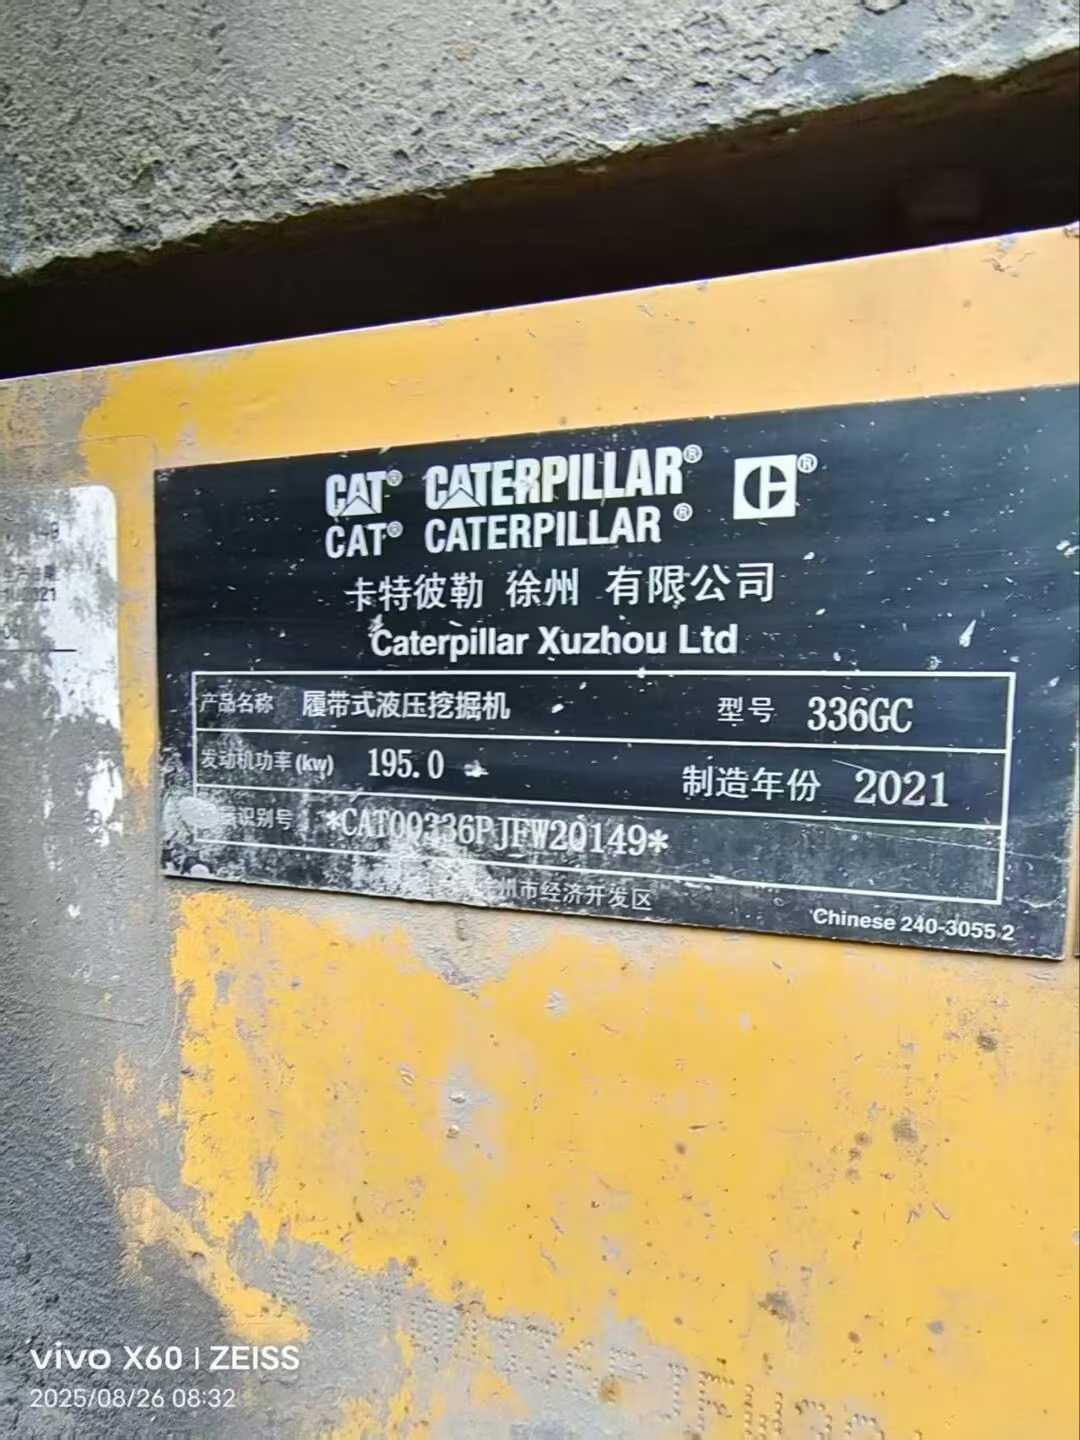 CAT® CATERPILLAR®
CAT® CATERPILLAR®
卡特彼勒 徐州 有限公司
Caterpillar Xuzhou Ltd
产品名称 履带式液压挖掘机 型号 336GC
发动机功率(kw) 195.0 制造年份 2021
识别号 *CAT00336PJFW20149*
州市经济开发区
Chinese 240-3055 2
vivo X60 | ZEISS
2025/08/26 08:32